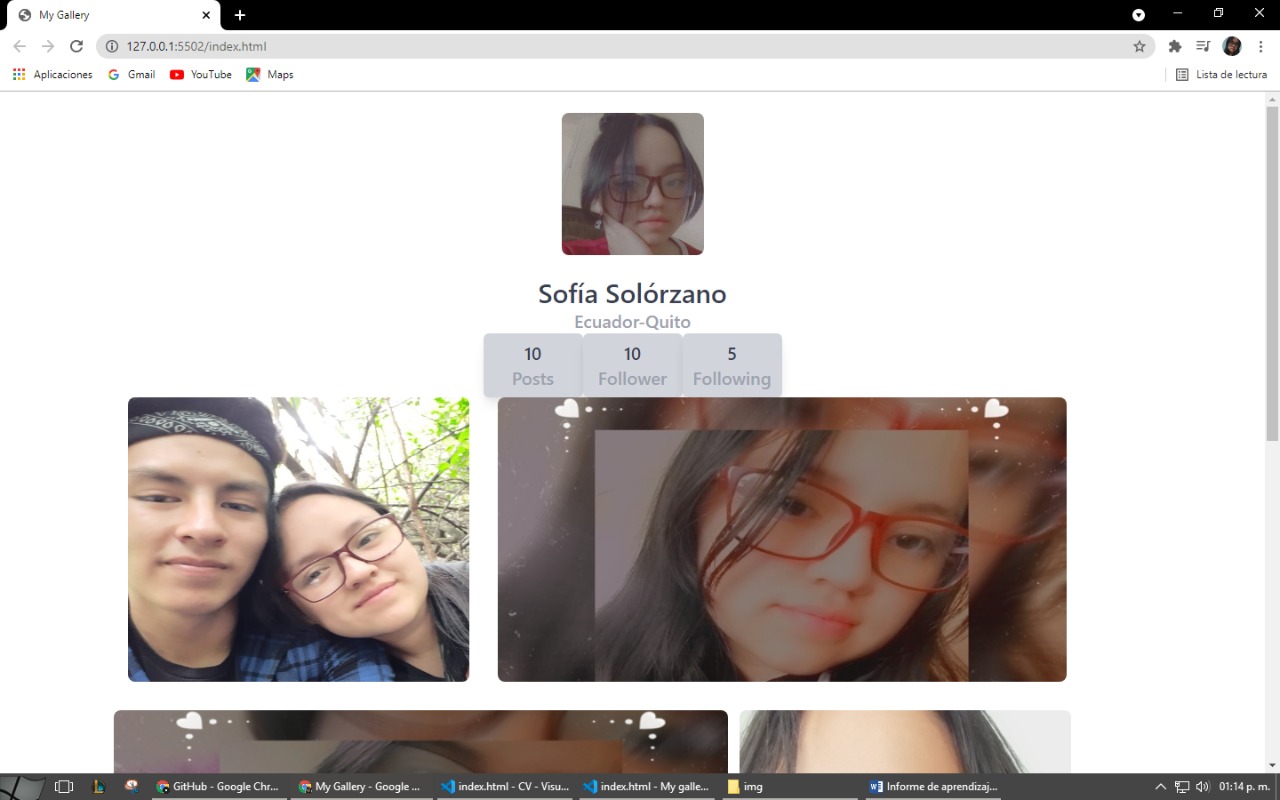 My Gallery
127.0.0.1:5502/index.html
Aplicaciones Gmail YouTube Maps Lista de lectura
Sofía Solórzano
Ecuador-Quito
10 10 5
Posts Follower Following
GitHub - Google Chr... My Gallery - Google ... index.html - CV - Visu... index.html - My galle... img Informe de aprendizaj... 01:14 p. m.